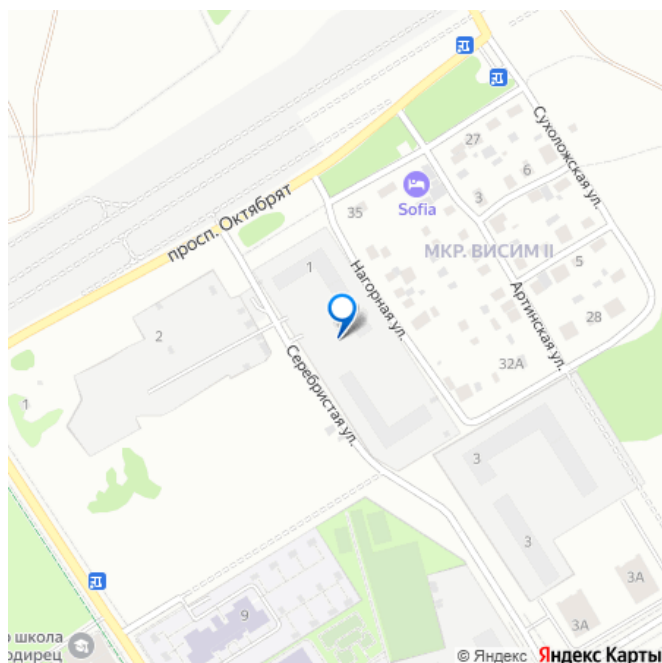 Сухоложская ул.
27
6
3
Sofia
35
просп. Октябрят
МКР. ВИСИМ II
5
Нагорная ул.
1
Артинская ул.
28
2
32А
Серебристая ул.
1
3
3
3А
9
3А
о школа
одирец
© Яндекс Яндекс Карты